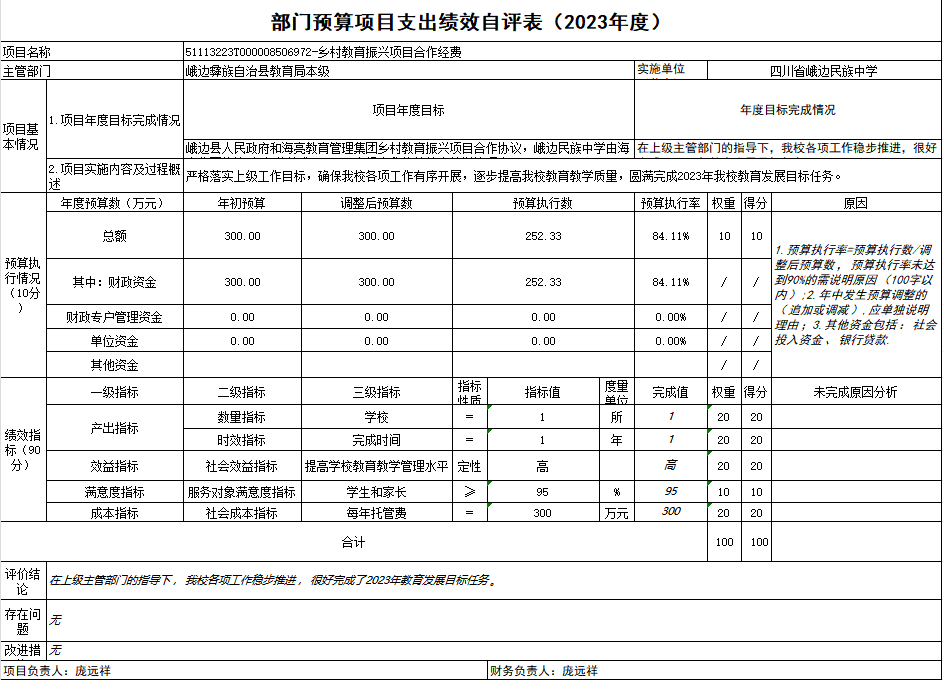 部门预算项目支出绩效自评表（2023年度）
项目名称 51113223T000008506972-乡村教育振兴项目合作经费
主管部门 峨边彝族自治县教育局本级 实施单位 四川省峨边民族中学
项目基本情况 1.项目年度目标完成情况 项目年度目标 年度目标完成情况
峨边县人民政府和海亮教育管理集团乡村教育振兴项目合作协议，峨边民族中学由海 在上级主管部门的指导下，我校各项工作稳步推进，很好
2.项目实施内容及过程概述 严格落实上级工作目标，确保我校各项工作有序开展，逐步提高我校教育教学质量，圆满完成2023年我校教育发展目标任务。
预算执行情况（10分） 年度预算数（万元） 年初预算 调整后预算数 预算执行数 预算执行率 权重 得分 原因
总额 300.00 300.00 252.33 84.11% 10 10
其中：财政资金 300.00 300.00 252.33 84.11% / /
财政专户管理资金 0.00 0.00 0.00 0.00% / /
单位资金 0.00 0.00 0.00 0.00% / /
其他资金 / /
1.预算执行率=预算执行数/调整后预算数，预算执行率未达到90%的需说明原因（100字以内）;2.年中发生预算调整的（追加或调减）,应单独说明理由；3.其他资金包括：社会投入资金、银行贷款.
绩效指标（90分） 一级指标 二级指标 三级指标 指标性质 指标值 度量单位 完成值 权重 得分 未完成原因分析
产出指标 数量指标 学校 ＝ 1 所 1 20 20
时效指标 完成时间 ＝ 1 年 1 20 20
效益指标 社会效益指标 提高学校教育教学管理水平 定性 高 高 20 20
满意度指标 服务对象满意度指标 学生和家长 ≥ 95 % 95 10 10
成本指标 社会成本指标 每年托管费 ＝ 300 万元 300 20 20
合计 100 100
评价结论 在上级主管部门的指导下，我校各项工作稳步推进，很好完成了2023年教育发展目标任务。
存在问题 无
改进措 无
项目负责人：庞远祥 财务负责人：庞远祥